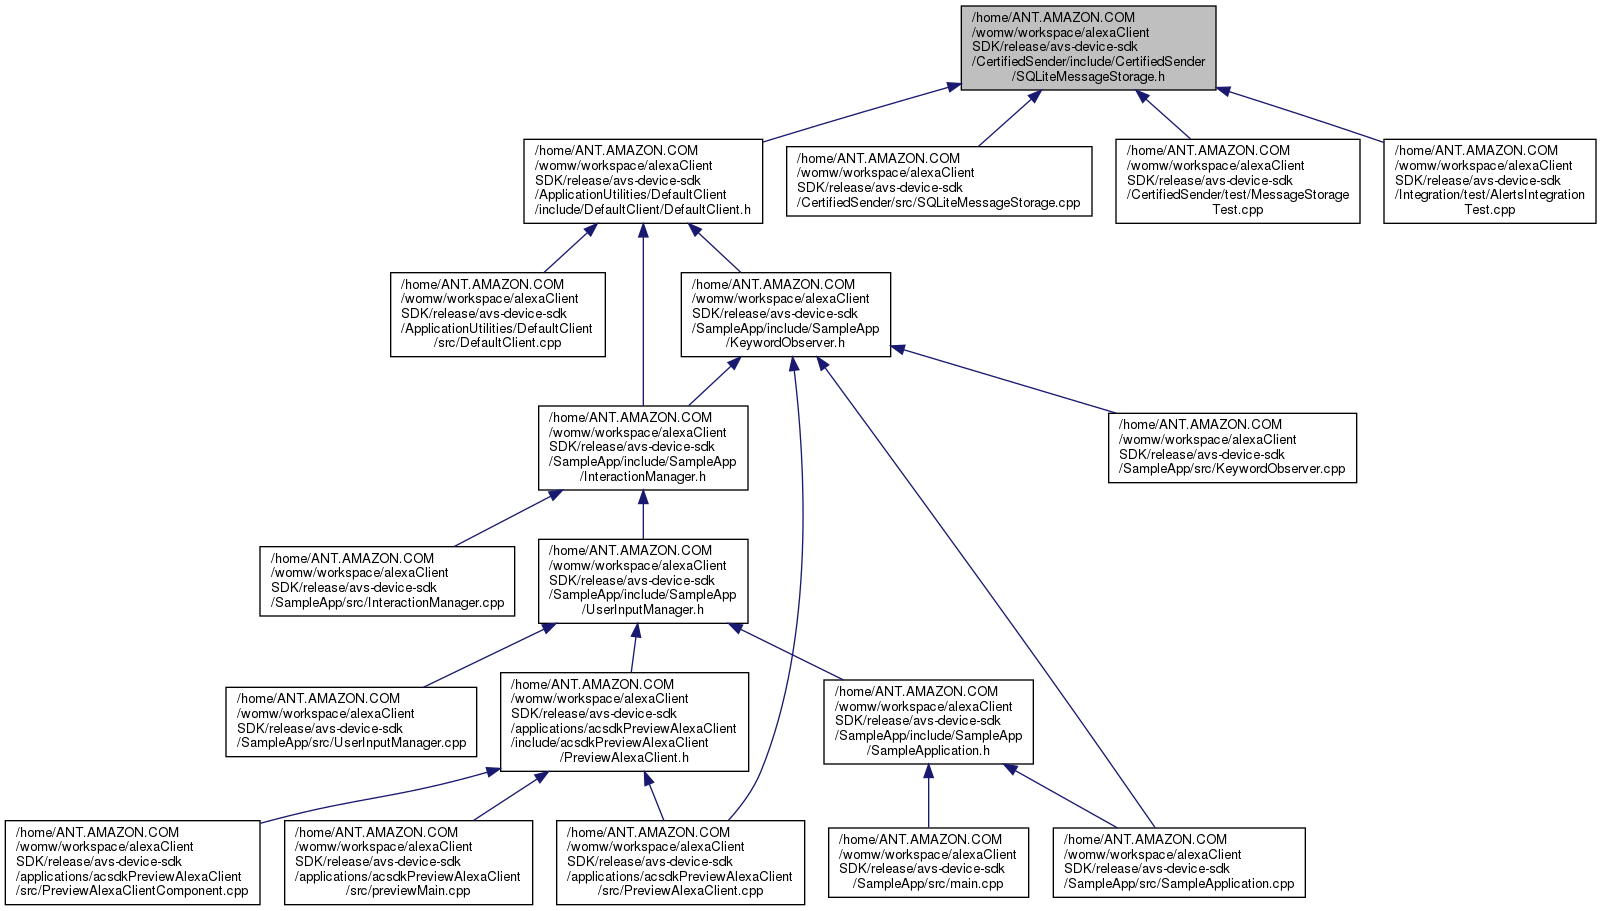 /home/ANT.AMAZON.COM
/womw/workspace/alexaClient
SDK/release/avs-device-sdk
/CertifiedSender/include/CertifiedSender
/SQLiteMessageStorage.h
/home/ANT.AMAZON.COM
/womw/workspace/alexaClient
SDK/release/avs-device-sdk
/ApplicationUtilities/DefaultClient
/include/DefaultClient/DefaultClient.h
/home/ANT.AMAZON.COM
/womw/workspace/alexaClient
SDK/release/avs-device-sdk
/CertifiedSender/src/SQLiteMessageStorage.cpp
/home/ANT.AMAZON.COM
/womw/workspace/alexaClient
SDK/release/avs-device-sdk
/CertifiedSender/test/MessageStorage
Test.cpp
/home/ANT.AMAZON.COM
/womw/workspace/alexaClient
SDK/release/avs-device-sdk
/Integration/test/AlertsIntegration
Test.cpp
/home/ANT.AMAZON.COM
/womw/workspace/alexaClient
SDK/release/avs-device-sdk
/ApplicationUtilities/DefaultClient
/src/DefaultClient.cpp
/home/ANT.AMAZON.COM
/womw/workspace/alexaClient
SDK/release/avs-device-sdk
/SampleApp/include/SampleApp
/KeywordObserver.h
/home/ANT.AMAZON.COM
/womw/workspace/alexaClient
SDK/release/avs-device-sdk
/SampleApp/include/SampleApp
/InteractionManager.h
/home/ANT.AMAZON.COM
/womw/workspace/alexaClient
SDK/release/avs-device-sdk
/SampleApp/src/KeywordObserver.cpp
/home/ANT.AMAZON.COM
/womw/workspace/alexaClient
SDK/release/avs-device-sdk
/SampleApp/src/InteractionManager.cpp
/home/ANT.AMAZON.COM
/womw/workspace/alexaClient
SDK/release/avs-device-sdk
/SampleApp/include/SampleApp
/UserInputManager.h
/home/ANT.AMAZON.COM
/womw/workspace/alexaClient
SDK/release/avs-device-sdk
/SampleApp/src/UserInputManager.cpp
/home/ANT.AMAZON.COM
/womw/workspace/alexaClient
SDK/release/avs-device-sdk
/applications/acsdkPreviewAlexaClient
/include/acsdkPreviewAlexaClient
/PreviewAlexaClient.h
/home/ANT.AMAZON.COM
/womw/workspace/alexaClient
SDK/release/avs-device-sdk
/SampleApp/include/SampleApp
/SampleApplication.h
/home/ANT.AMAZON.COM
/womw/workspace/alexaClient
SDK/release/avs-device-sdk
/applications/acsdkPreviewAlexaClient
/src/PreviewAlexaClientComponent.cpp
/home/ANT.AMAZON.COM
/womw/workspace/alexaClient
SDK/release/avs-device-sdk
/applications/acsdkPreviewAlexaClient
/src/previewMain.cpp
/home/ANT.AMAZON.COM
/womw/workspace/alexaClient
SDK/release/avs-device-sdk
/applications/acsdkPreviewAlexaClient
/src/PreviewAlexaClient.cpp
/home/ANT.AMAZON.COM
/womw/workspace/alexaClient
SDK/release/avs-device-sdk
/SampleApp/src/main.cpp
/home/ANT.AMAZON.COM
/womw/workspace/alexaClient
SDK/release/avs-device-sdk
/SampleApp/src/SampleApplication.cpp